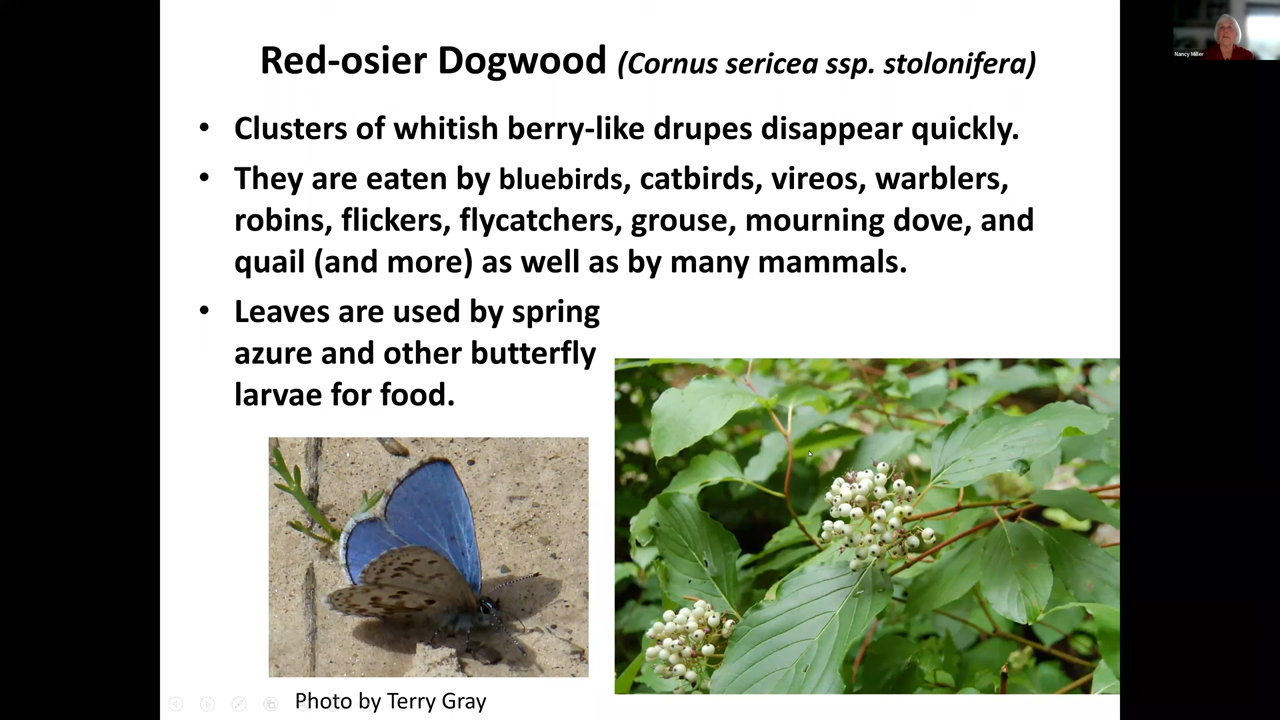 Red-osier Dogwood (Cornus sericea ssp. stolonifera)
Nancy Miller
• Clusters of whitish berry-like drupes disappear quickly.
• They are eaten by bluebirds, catbirds, vireos, warblers,
robins, flickers, flycatchers, grouse, mourning dove, and
quail (and more) as well as by many mammals.
• Leaves are used by spring
azure and other butterfly
larvae for food.
Photo by Terry Gray